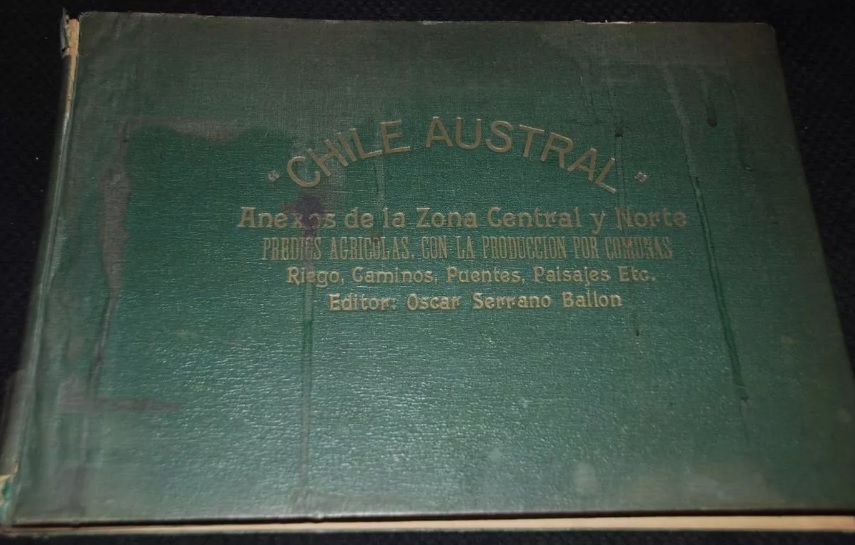 "CHILE AUSTRAL"
Anexos de la Zona Central y Norte
PREDIOS AGRICOLAS. CON LA PRODUCCION POR COMUNAS
Riego, Caminos, Puentes, Paisajes Etc.
Editor: Oscar Serrano Ballon